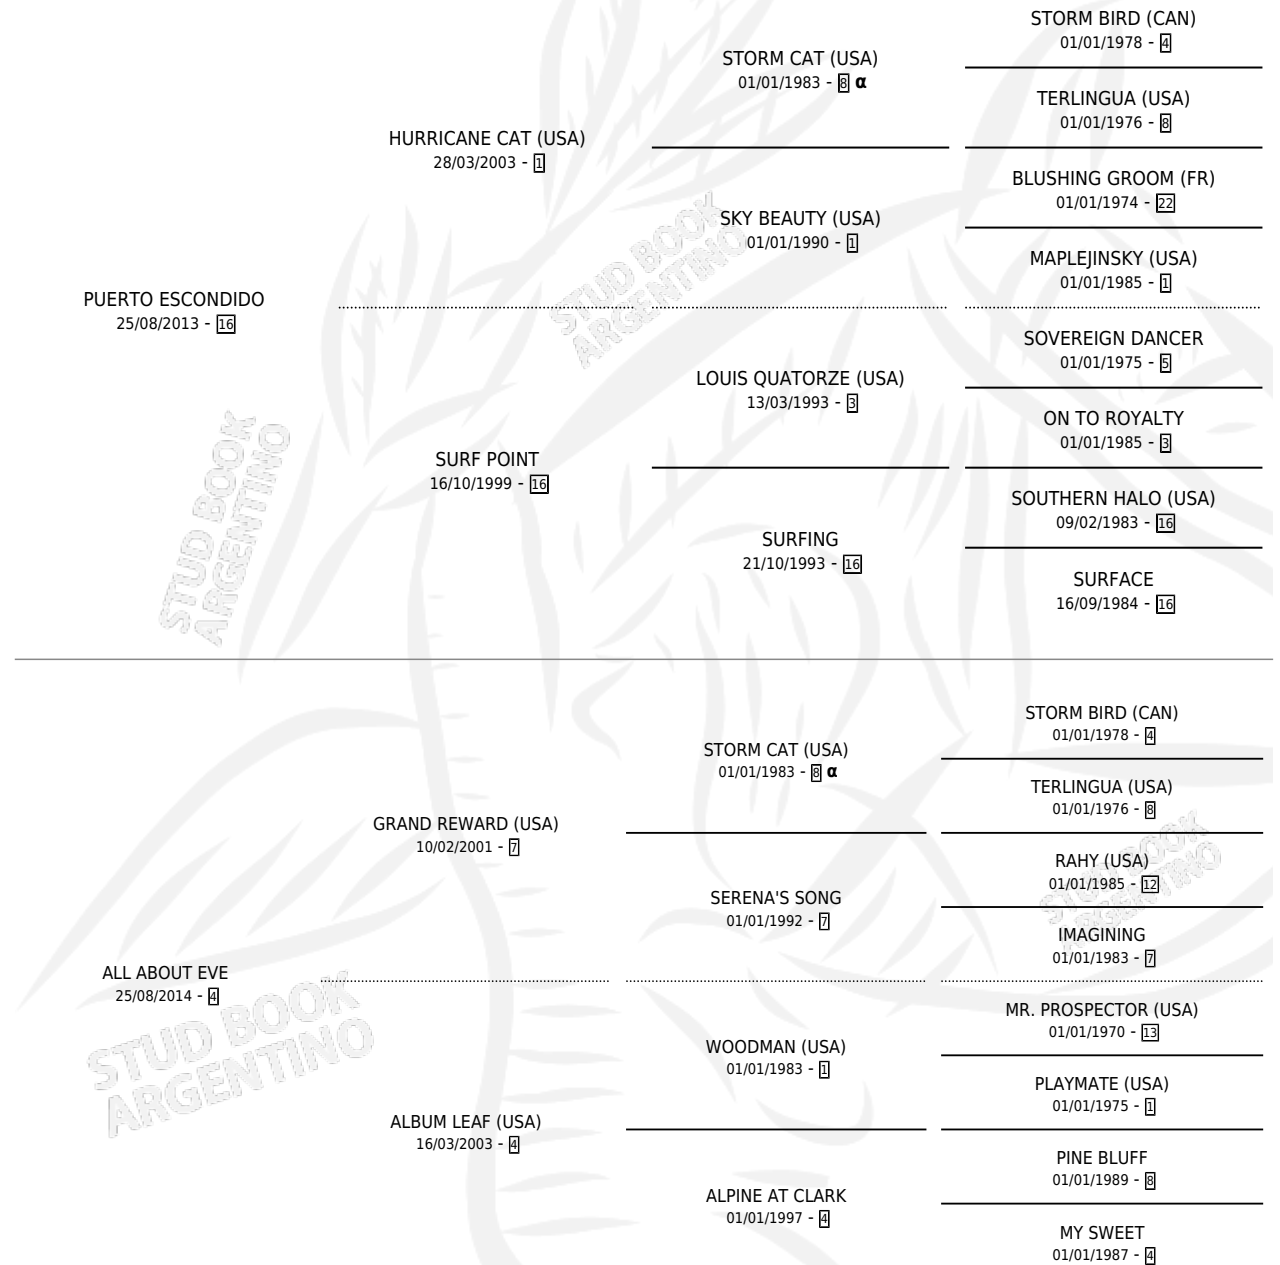 STORM BIRD (CAN)
01/01/1978 - 4
STORM CAT (USA)
01/01/1983 - 8 α
TERLINGUA (USA)
01/01/1976 - 8
HURRICANE CAT (USA)
28/03/2003 - 1
BLUSHING GROOM (FR)
01/01/1974 - 22
SKY BEAUTY (USA)
01/01/1990 - 1
MAPLEJINSKY (USA)
01/01/1985 - 1
PUERTO ESCONDIDO
25/08/2013 - 16
SOVEREIGN DANCER
01/01/1975 - 5
LOUIS QUATORZE (USA)
13/03/1993 - 3
ON TO ROYALTY
01/01/1985 - 3
SURF POINT
16/10/1999 - 16
SOUTHERN HALO (USA)
09/02/1983 - 16
SURFING
21/10/1993 - 16
SURFACE
16/09/1984 - 16
STUD BOOK
ARGENTINO
STUD BOOK
ARGENTINO
STORM BIRD (CAN)
01/01/1978 - 4
STORM CAT (USA)
01/01/1983 - 8 α
TERLINGUA (USA)
01/01/1976 - 8
GRAND REWARD (USA)
10/02/2001 - 7
RAHY (USA)
01/01/1985 - 12
SERENA'S SONG
01/01/1992 - 7
IMAGINING
01/01/1983 - 7
ALL ABOUT EVE
25/08/2014 - 4
MR. PROSPECTOR (USA)
01/01/1970 - 13
WOODMAN (USA)
01/01/1983 - 1
PLAYMATE (USA)
01/01/1975 - 1
ALBUM LEAF (USA)
16/03/2003 - 4
PINE BLUFF
01/01/1989 - 8
ALPINE AT CLARK
01/01/1997 - 4
MY SWEET
01/01/1987 - 4
STUD BOOK
ARGENTINO
STUD BOOK
ARGENTINO